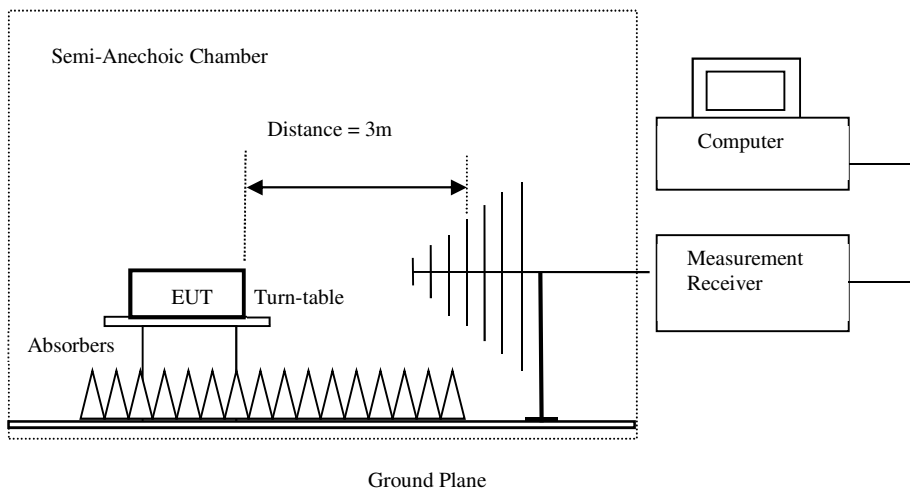 Semi-Anechoic Chamber
Distance = 3m
Computer
Measurement
Receiver
EUT
Turn-table
Absorbers
Ground Plane